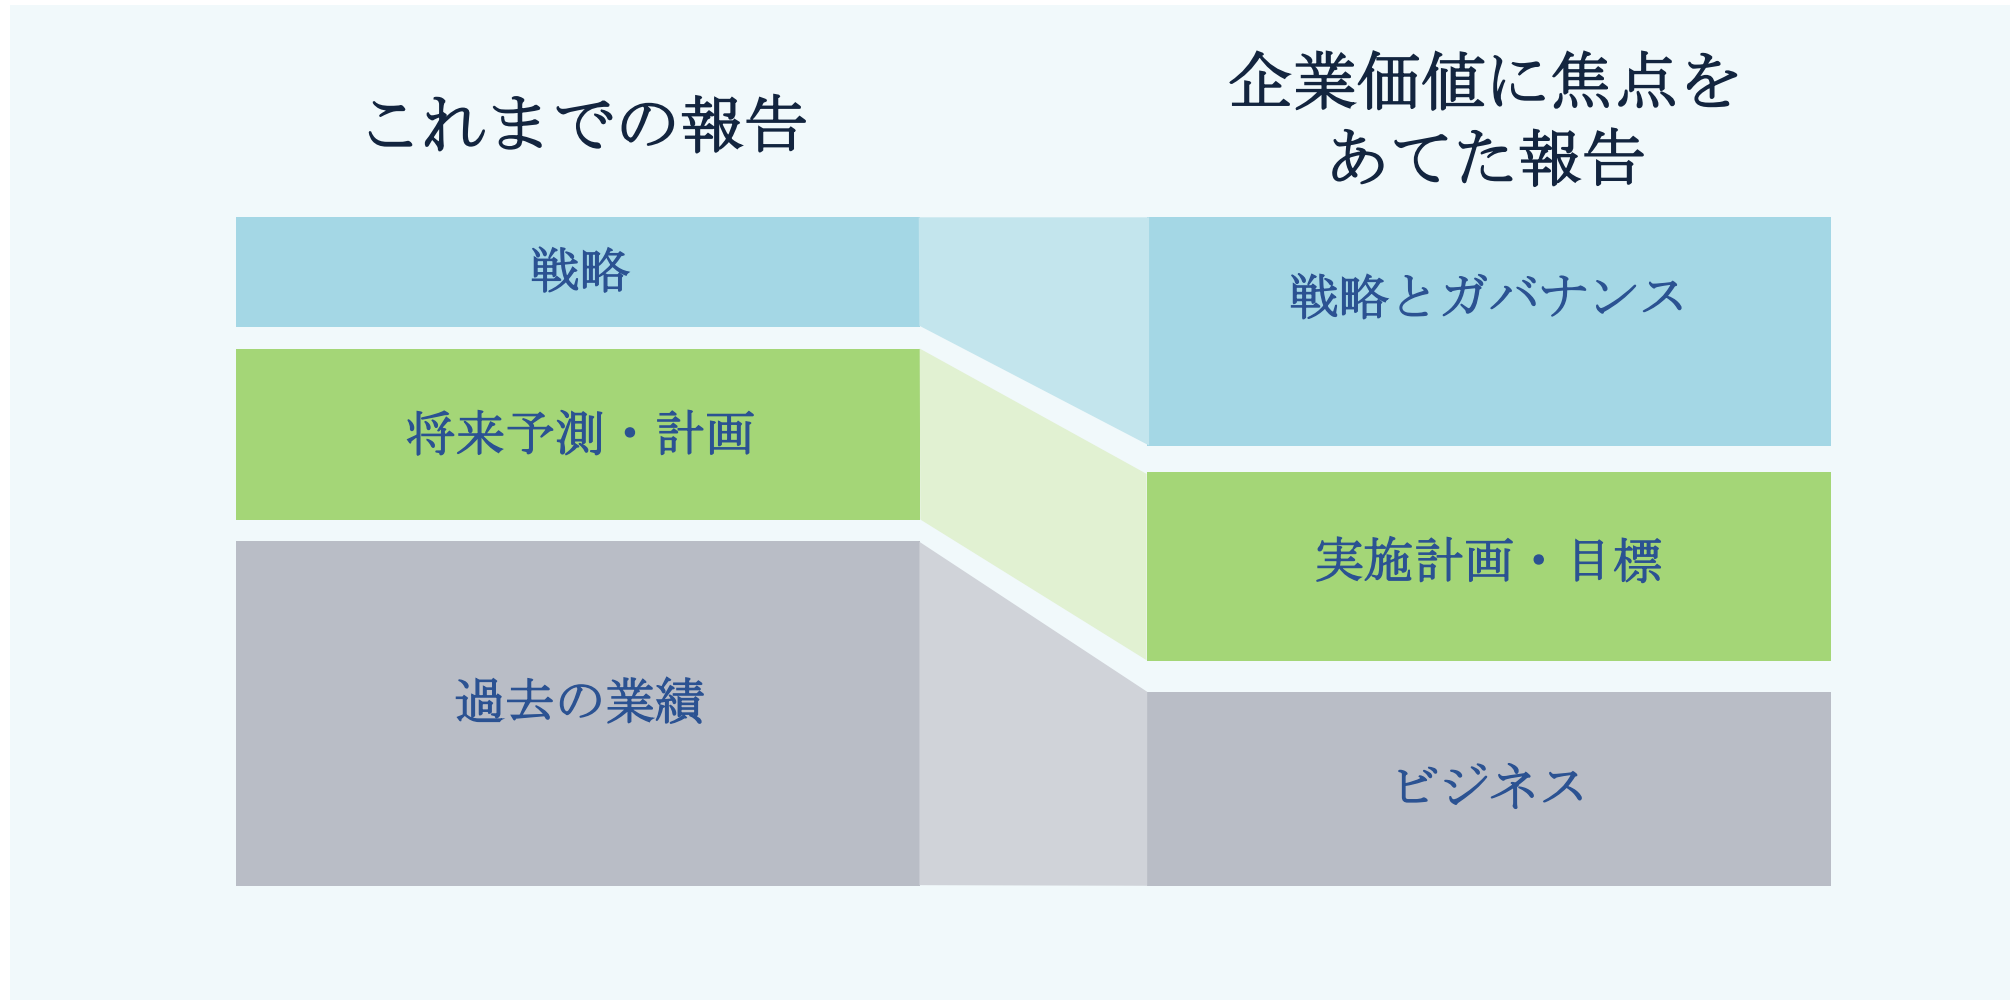 これまでの報告
企業価値に焦点を
あてた報告
戦略
戦略とガバナンス
将来予測・計画
実施計画・目標
過去の業績
ビジネス